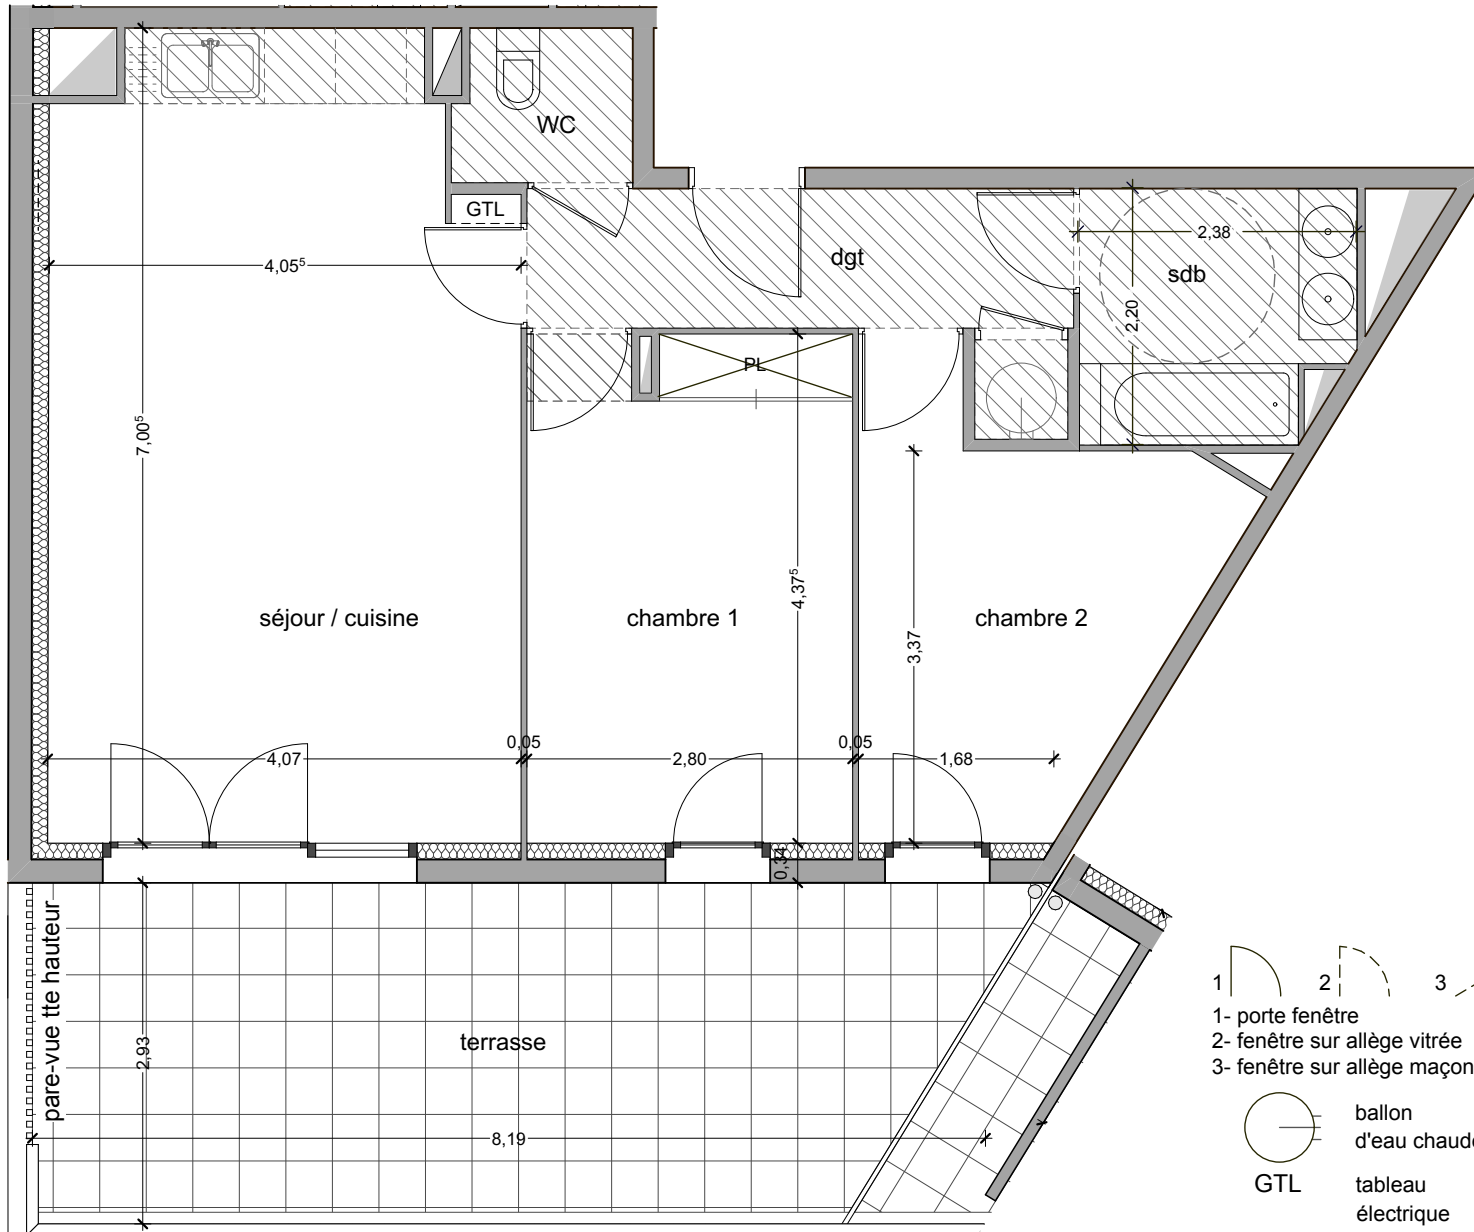 WC
GTL
dgt
2,38
sdb
4,05⁵
2,20
PL
7,00⁵
4,37⁵
3,37
séjour / cuisine
chambre 1
chambre 2
0,05
0,05
4,07
2,80
1,68
0,34
pare-vue tte hauteur
2,93
terrasse
8,19
1 2 3
1- porte fenêtre
2- fenêtre sur allège vitrée
3- fenêtre sur allège maçon
ballon
d'eau chaude
GTL tableau
électrique